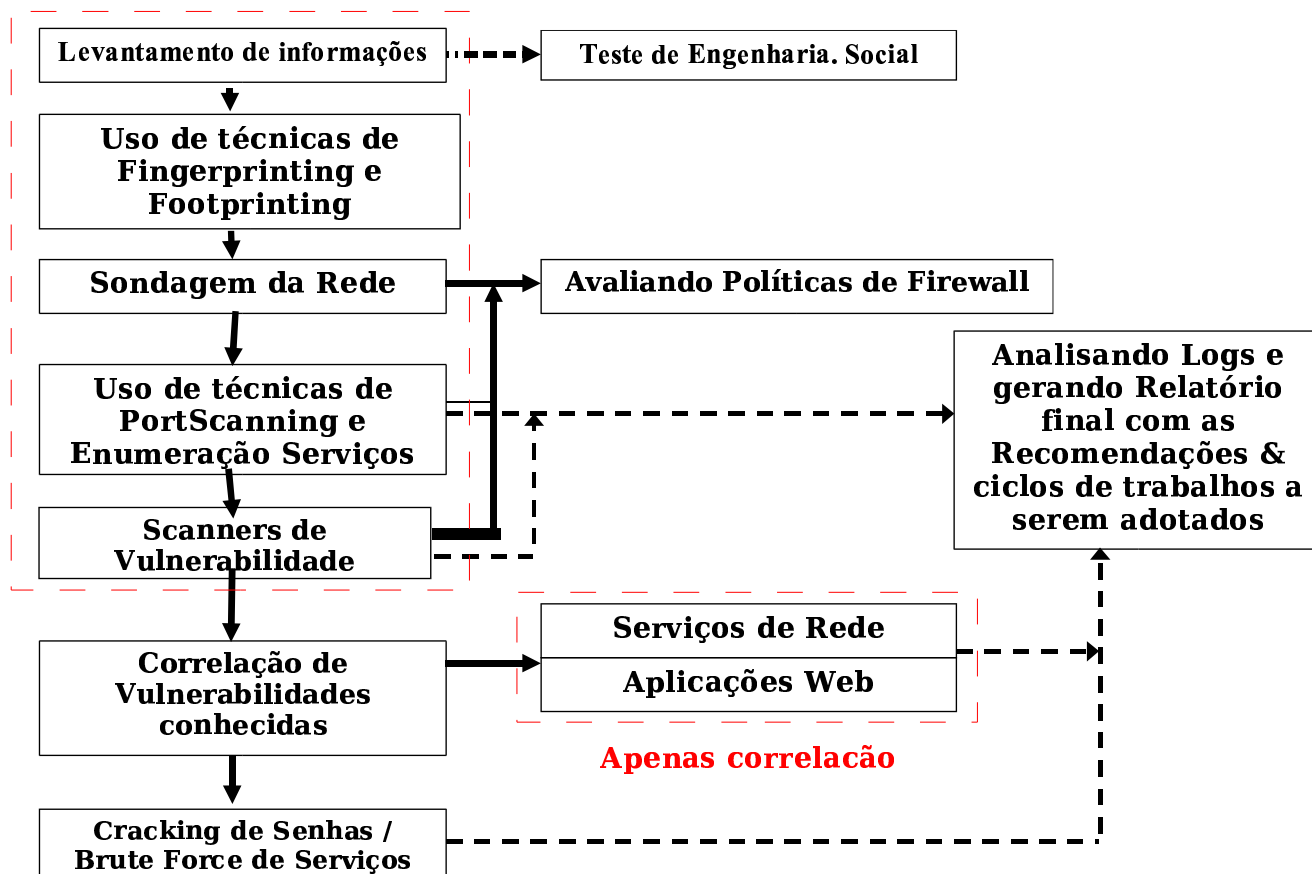 Levantamento de informações
Teste de Engenharia. Social
Uso de técnicas de
Fingerprinting e
Footprinting
Sondagem da Rede
Avaliando Políticas de Firewall
Uso de técnicas de
PortScanning e
Enumeração Serviços
Analisando Logs e
gerando Relatório
final com as
Recomendações &
ciclos de trabalhos a
serem adotados
Scanners de
Vulnerabilidade
Serviços de Rede
Aplicações Web
Correlação de
Vulnerabilidades
conhecidas
Apenas correlacão
Cracking de Senhas /
Brute Force de Serviços